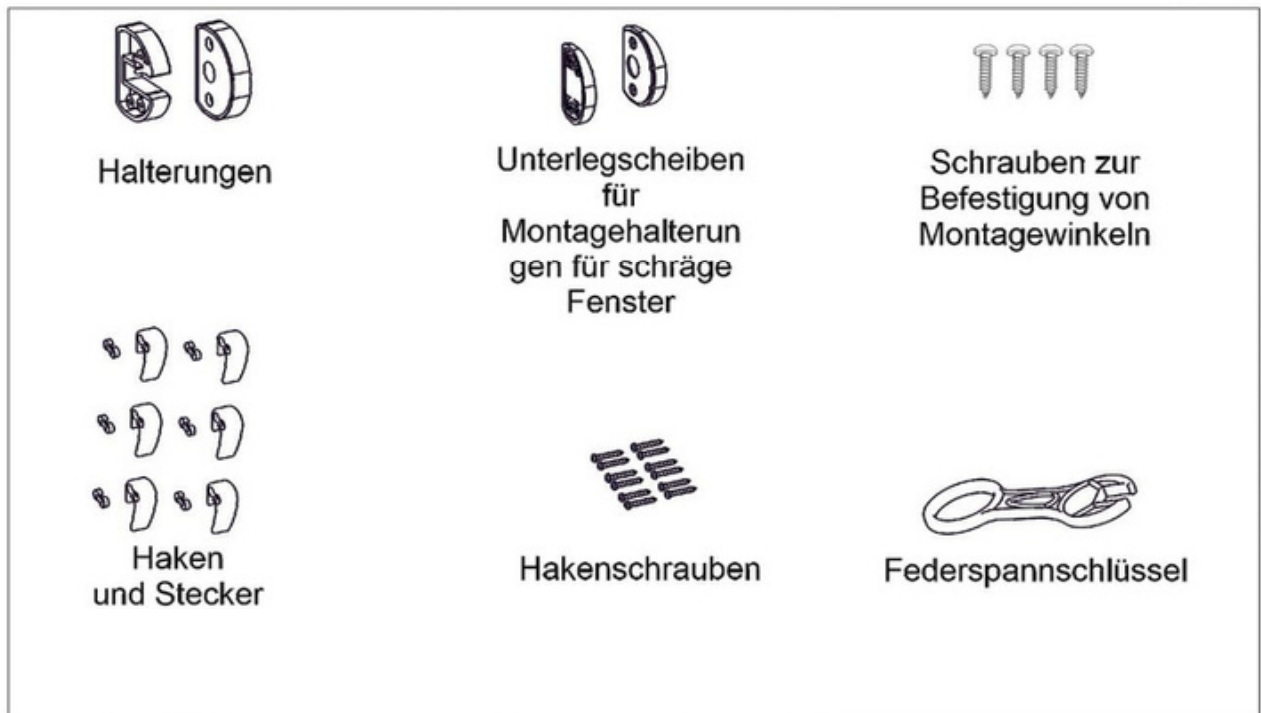 Halterungen
Unterlegscheiben
für
Montagehalterun
gen für schräge
Fenster
Schrauben zur
Befestigung von
Montagewinkeln
Haken
und Stecker
Hakenschrauben
Federspannschlüssel